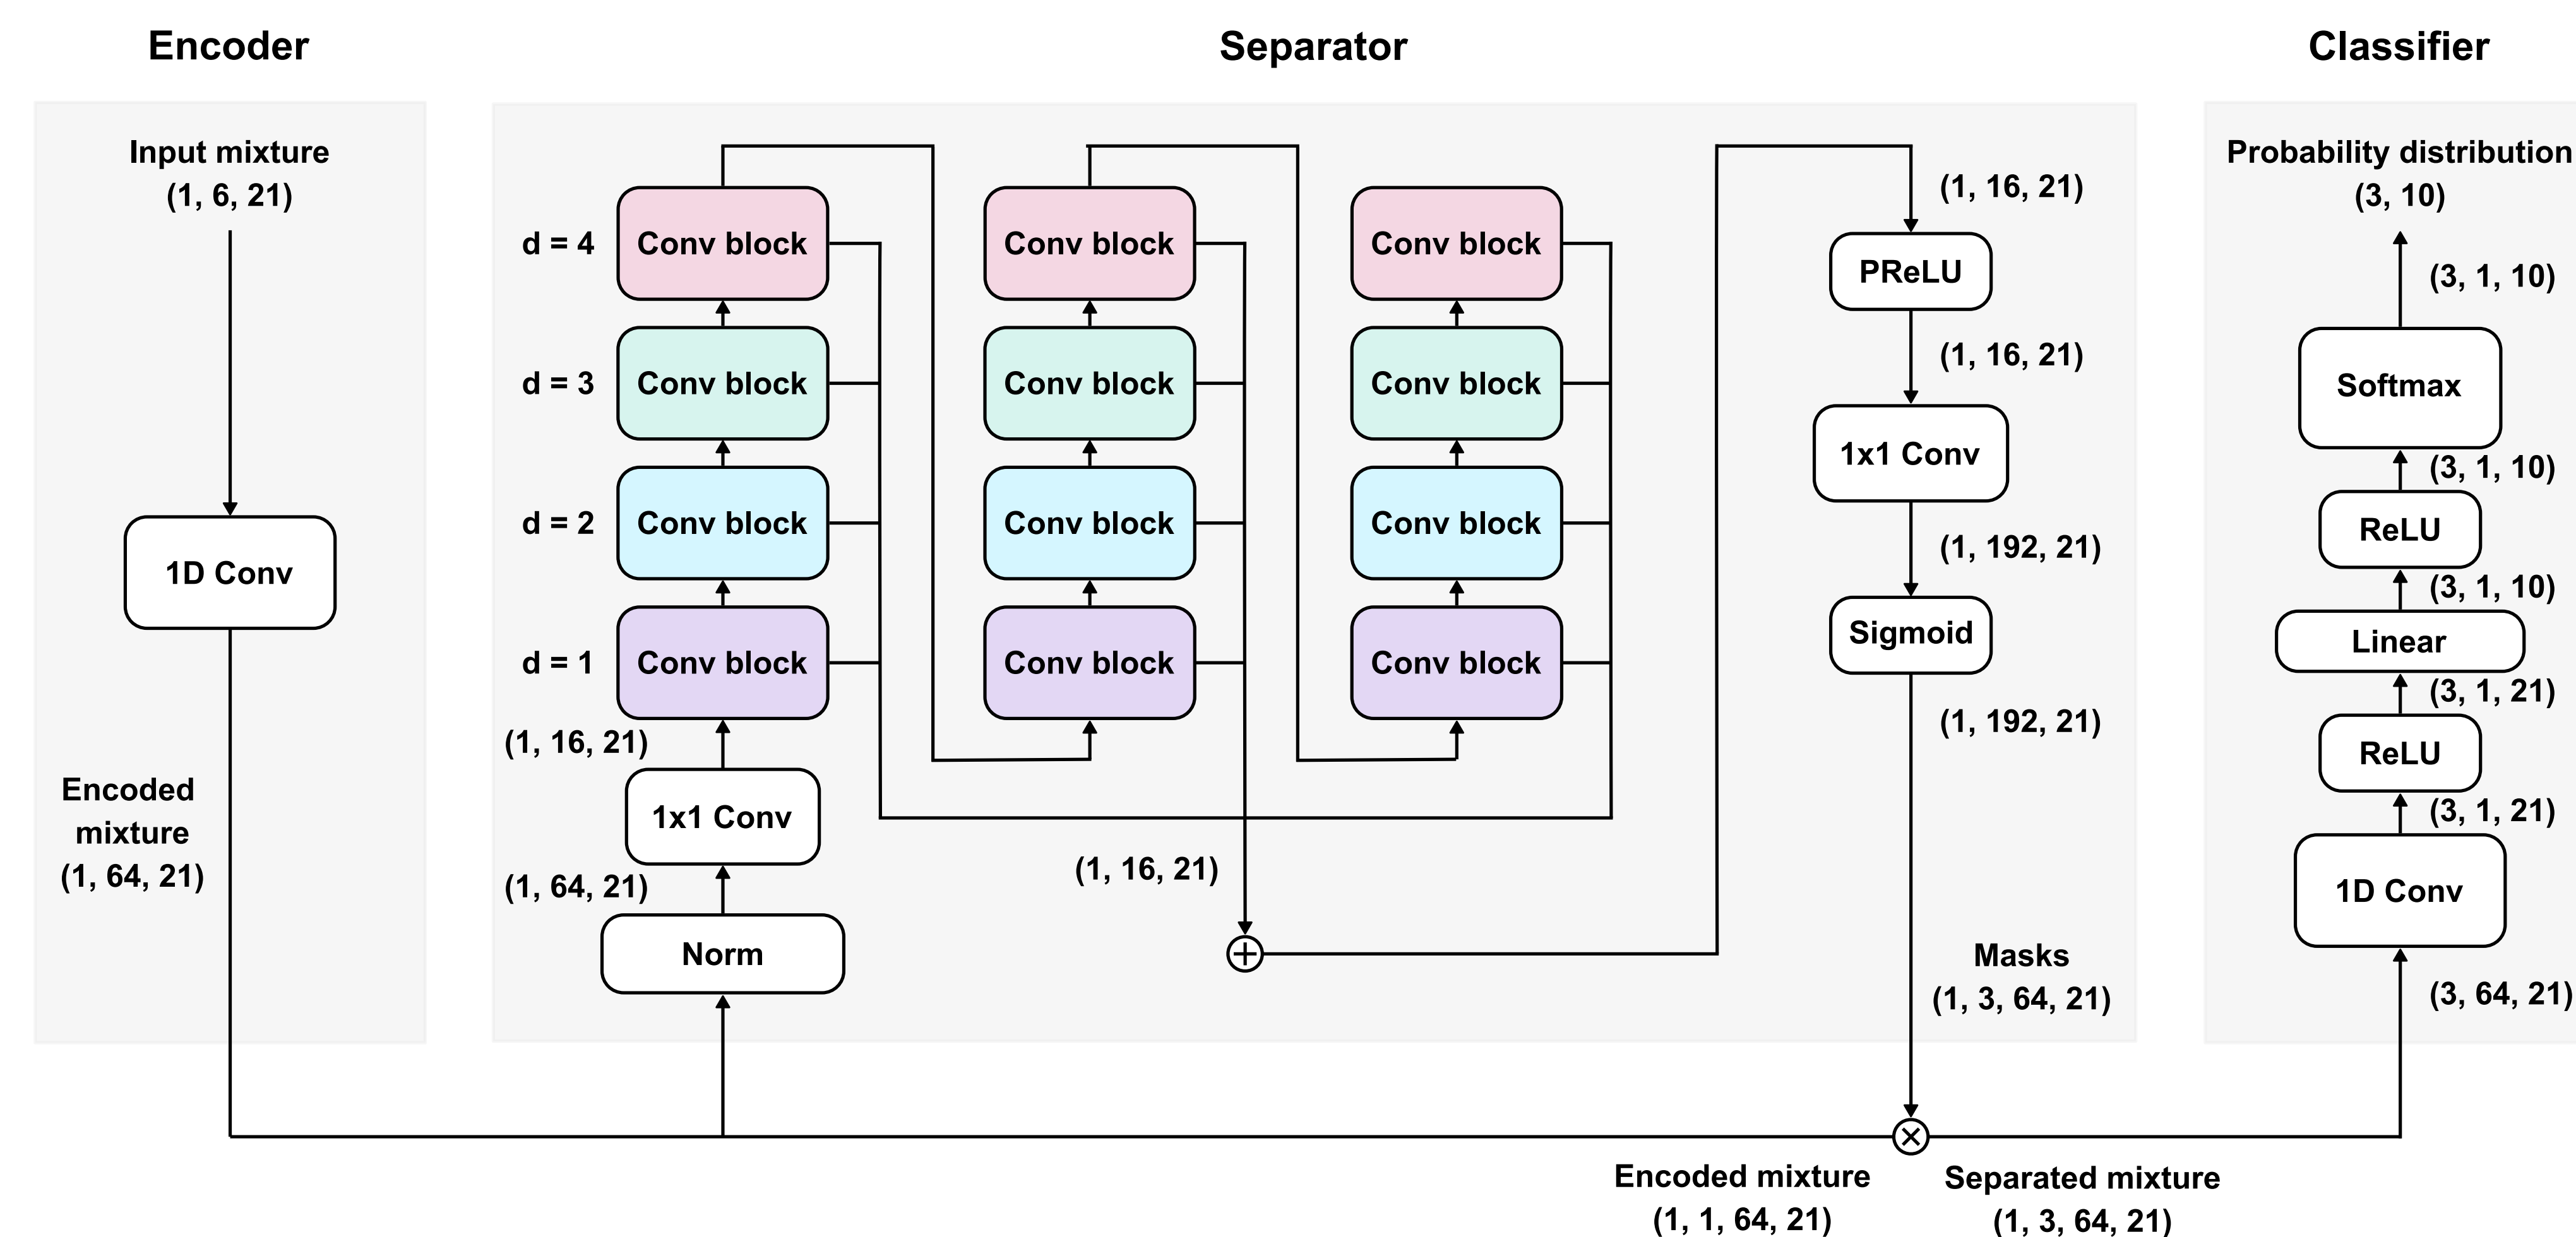 Encoder
Input mixture
(1, 6, 21)
1D Conv
Encoded
mixture
(1, 64, 21)
Separator
d = 4
Conv block
Conv block
Conv block
d = 3
Conv block
Conv block
Conv block
d = 2
Conv block
Conv block
Conv block
d = 1
Conv block
Conv block
Conv block
(1, 16, 21)
1x1 Conv
(1, 64, 21)
Norm
(1, 16, 21)
(1, 16, 21)
PReLU
(1, 16, 21)
1x1 Conv
(1, 192, 21)
Sigmoid
(1, 192, 21)
Masks
(1, 3, 64, 21)
Encoded mixture
(1, 1, 64, 21)
Separated mixture
(1, 3, 64, 21)
Classifier
Probability distribution
(3, 10)
(3, 1, 10)
Softmax
(3, 1, 10)
ReLU
(3, 1, 10)
Linear
(3, 1, 21)
ReLU
(3, 1, 21)
1D Conv
(3, 64, 21)